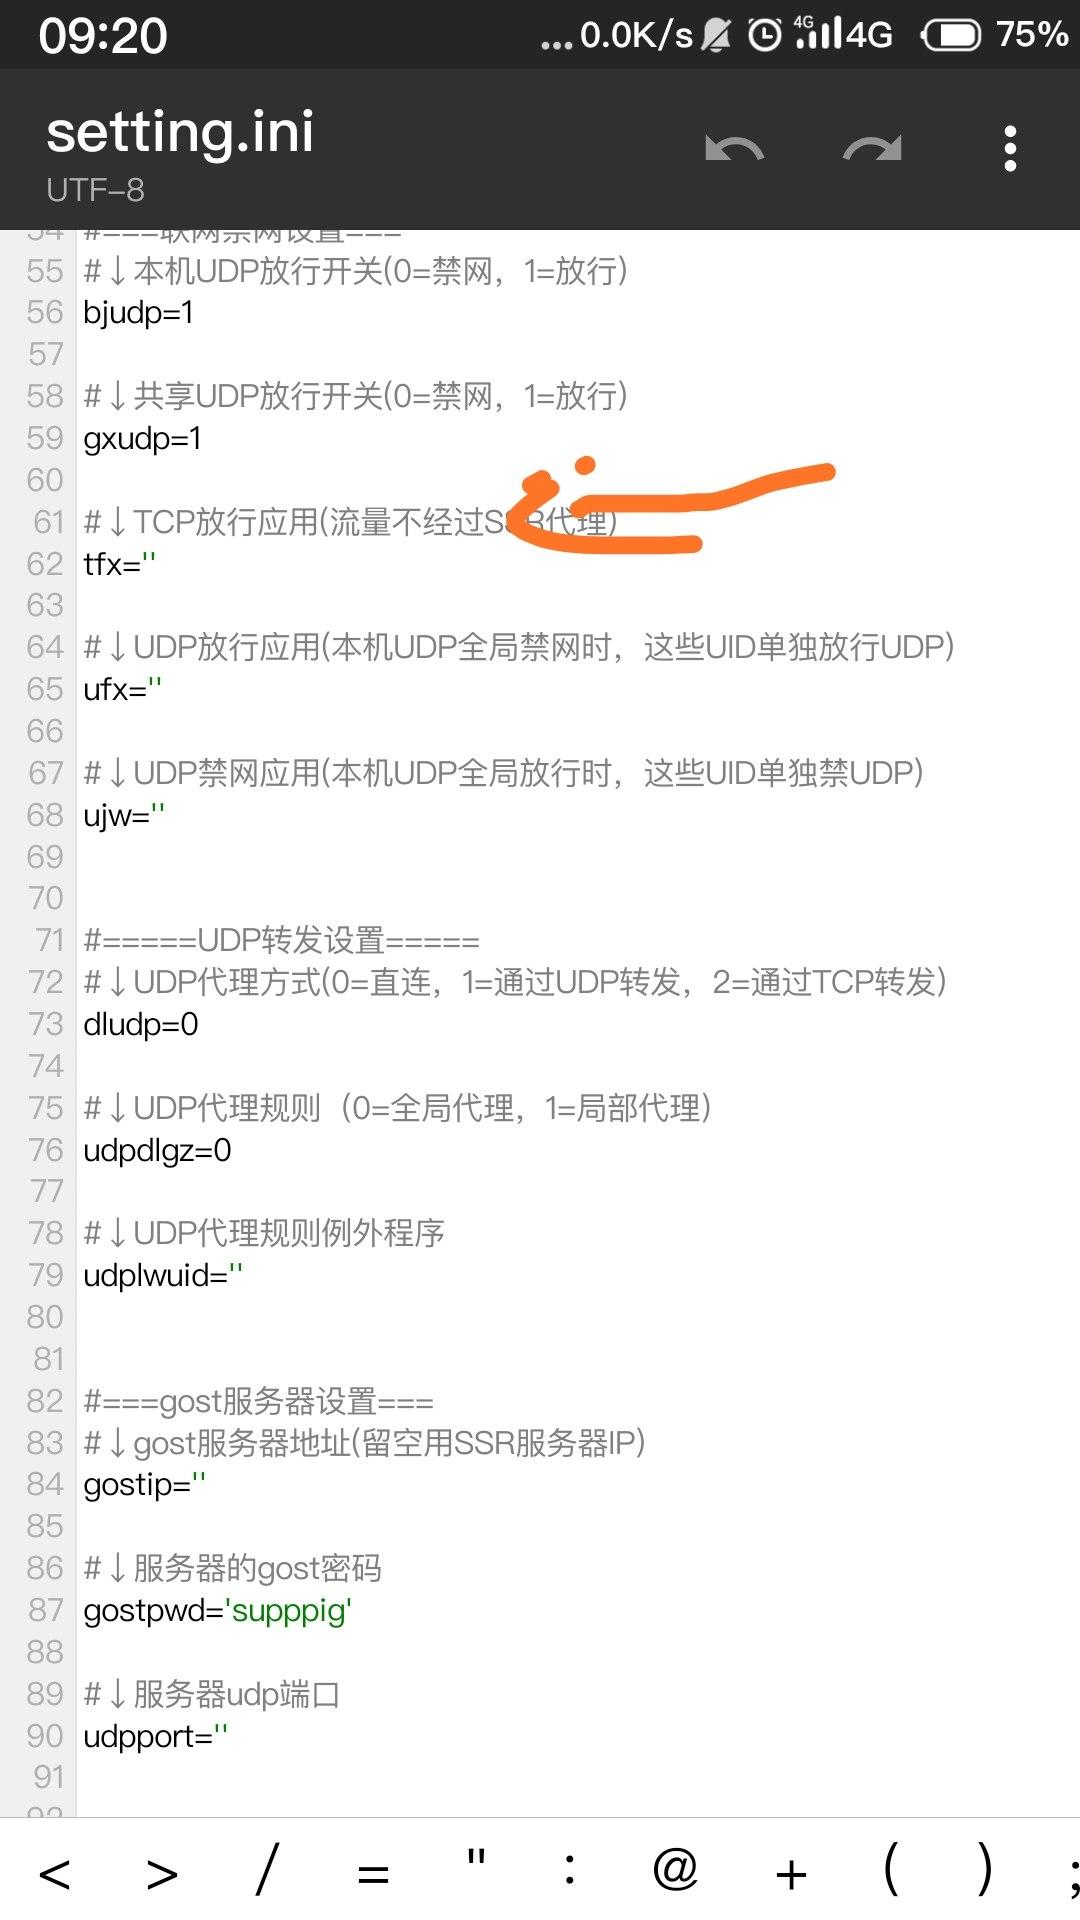 09:20 ... 0.0K/s 4G 4G 75%
setting.ini
UTF-8
54 #===联网禁网设置===
55 #↓本机UDP放行开关(0=禁网，1=放行)
56 bjudp=1
57
58 #↓共享UDP放行开关(0=禁网，1=放行)
59 gxudp=1
60
61 #↓TCP放行应用(流量不经过SSR代理)
62 tfx=''
63
64 #↓UDP放行应用(本机UDP全局禁网时，这些UID单独放行UDP)
65 ufx=''
66
67 #↓UDP禁网应用(本机UDP全局放行时，这些UID单独禁UDP)
68 ujw=''
69
70
71 #=====UDP转发设置=====
72 #↓UDP代理方式(0=直连，1=通过UDP转发，2=通过TCP转发)
73 dludp=0
74
75 #↓UDP代理规则（0=全局代理，1=局部代理）
76 udpdlgz=0
77
78 #↓UDP代理规则例外程序
79 udplwuid=''
80
81
82 #===gost服务器设置===
83 #↓gost服务器地址(留空用SSR服务器IP)
84 gostip=''
85
86 #↓服务器的gost密码
87 gostpwd='supppig'
88
89 #↓服务器udp端口
90 udpport=''
91
92
< > / = " : @ + ( ) ;